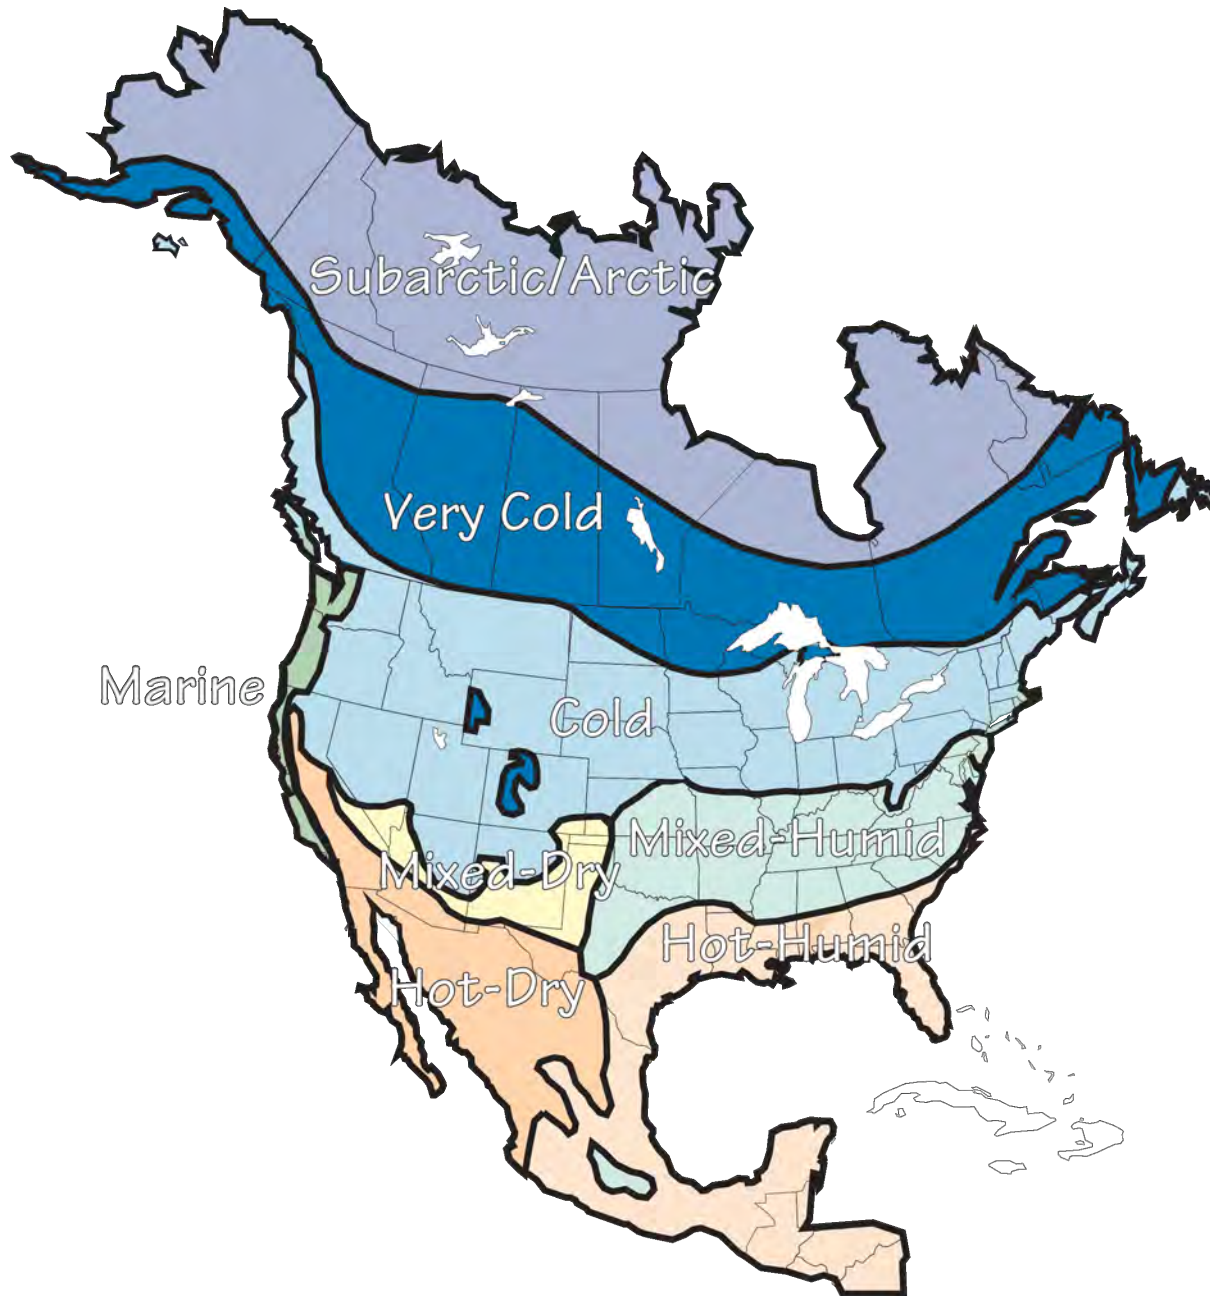 Subarctic/Arctic
Very Cold
Marine
Cold
Mixed-Humid
Mixed-Dry
Hot-Humid
Hot-Dry